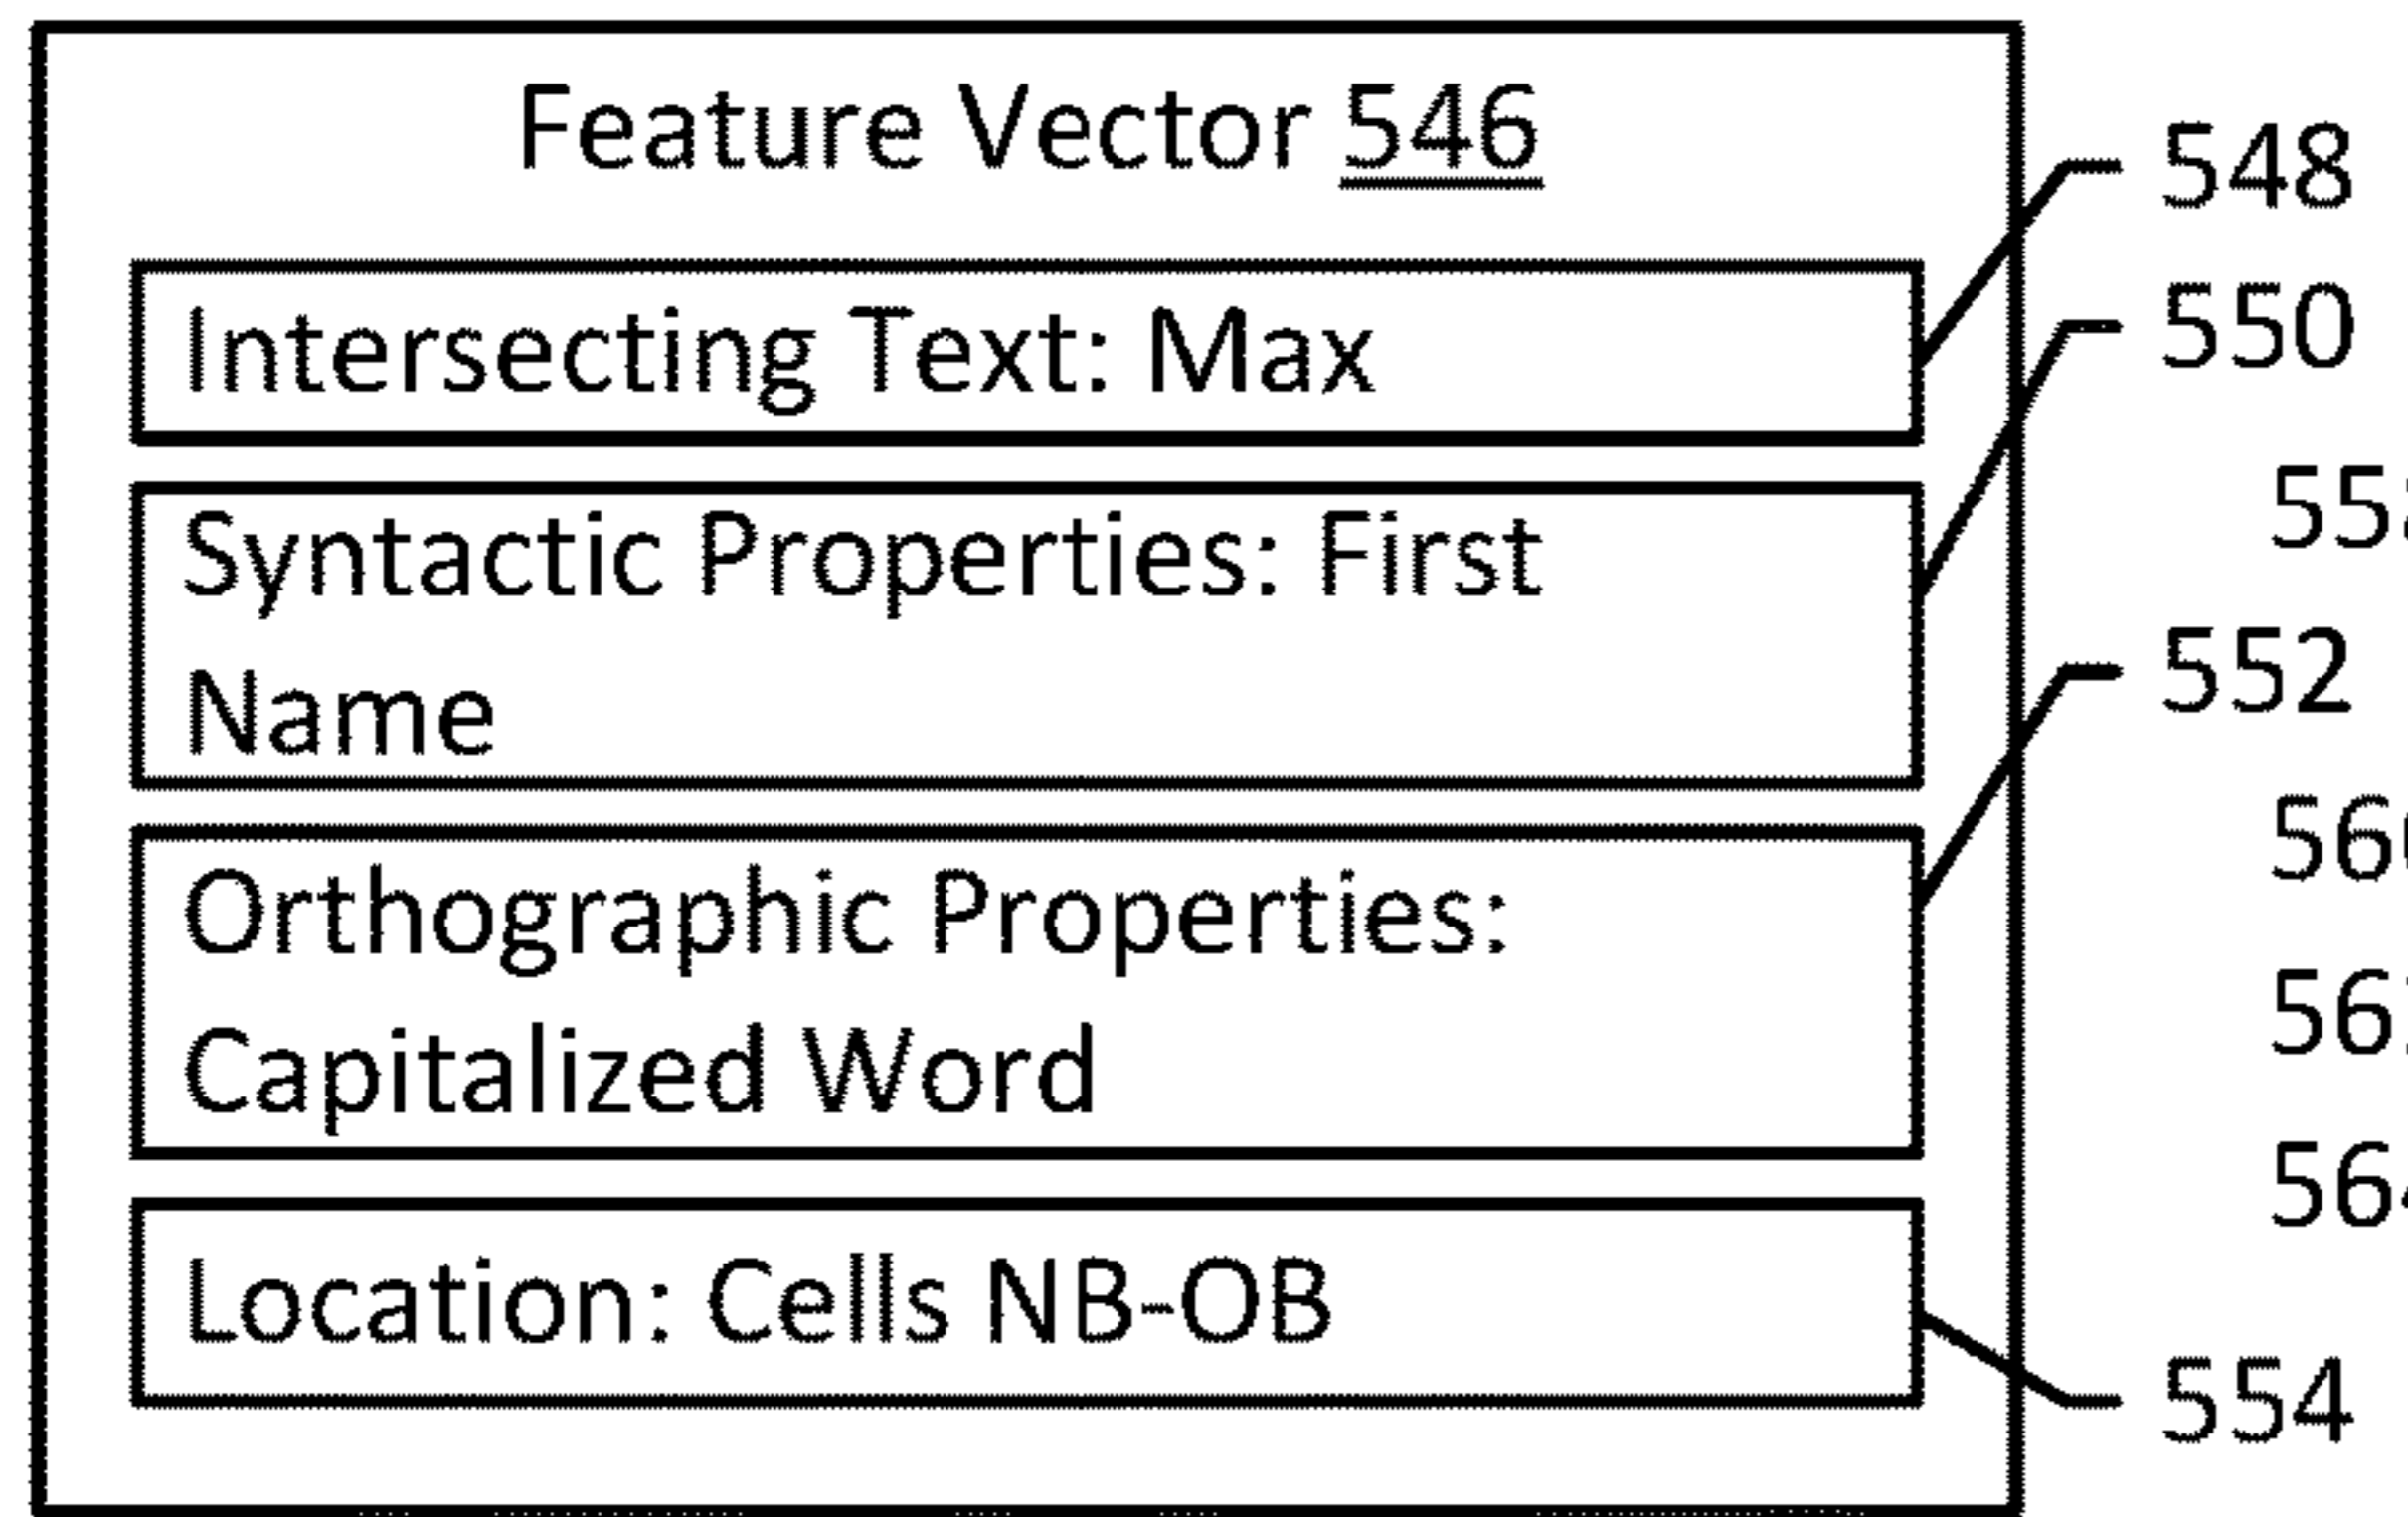 Feature Vector 546
548
Intersecting Text: Max
550
Syntactic Properties: First
Name
552
Orthographic Properties:
Capitalized Word
Location: Cells NB-OB
554